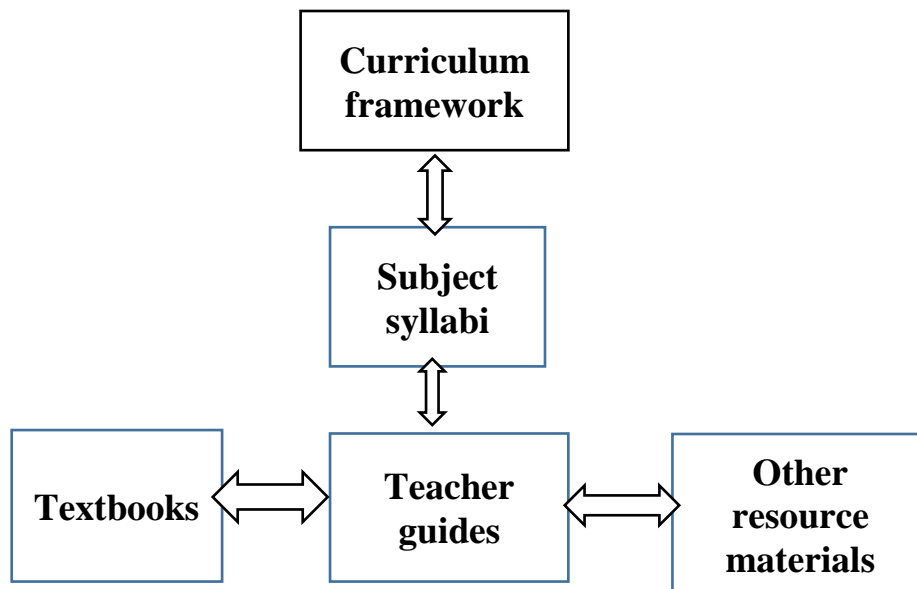 Curriculum
framework
Subject
syllabi
Textbooks
Teacher
guides
Other
resource
materials